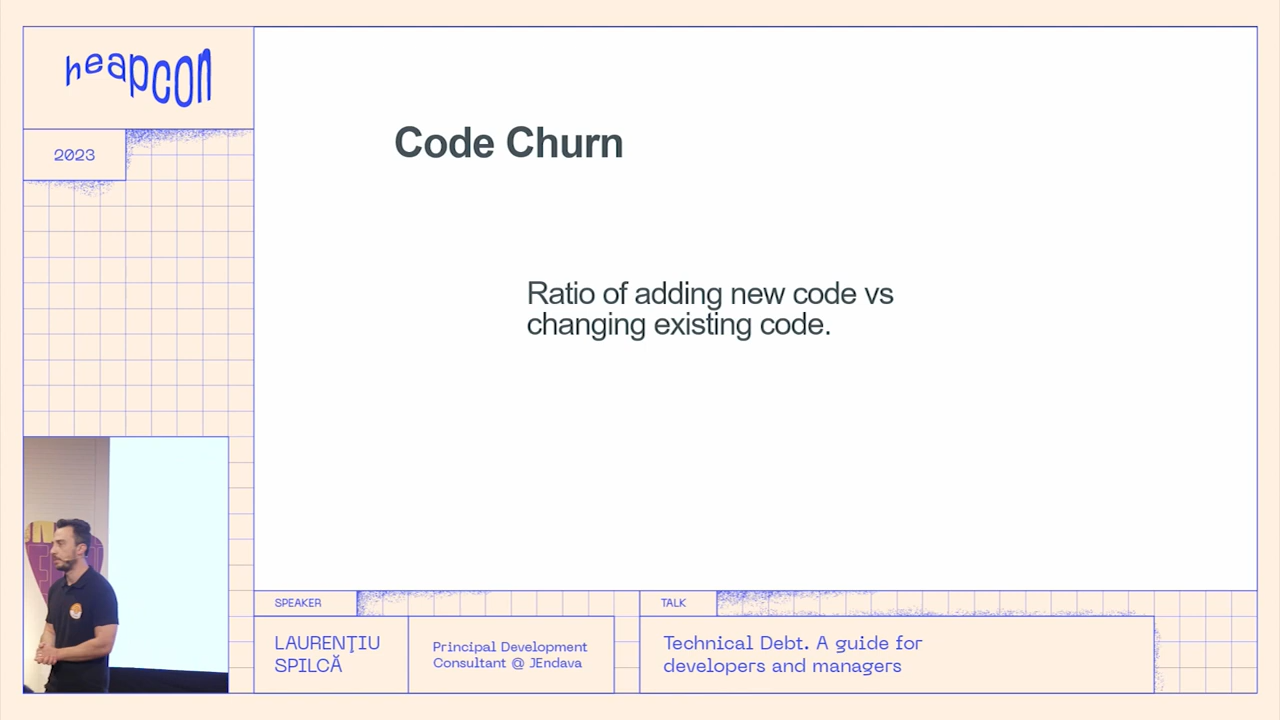 heapcon
2023
Code Churn
Ratio of adding new code vs
changing existing code.
SPEAKER
LAURENŢIU
SPILCĂ
Principal Development
Consultant @ JEndava
TALK
Technical Debt. A guide for
developers and managers